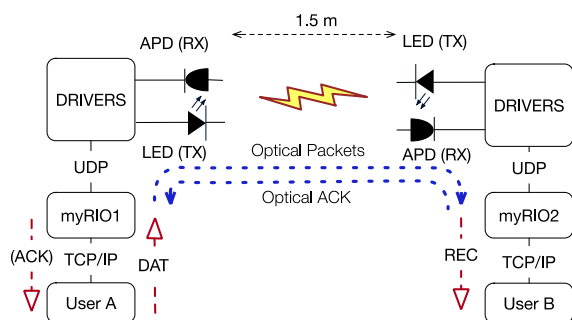 1.5 m
APD (RX)
LED (TX)
DRIVERS
DRIVERS
LED (TX)
APD (RX)
Optical Packets
UDP
UDP
Optical ACK
myRIO1
myRIO2
(ACK)
TCP/IP
DAT
REC
TCP/IP
User A
User B